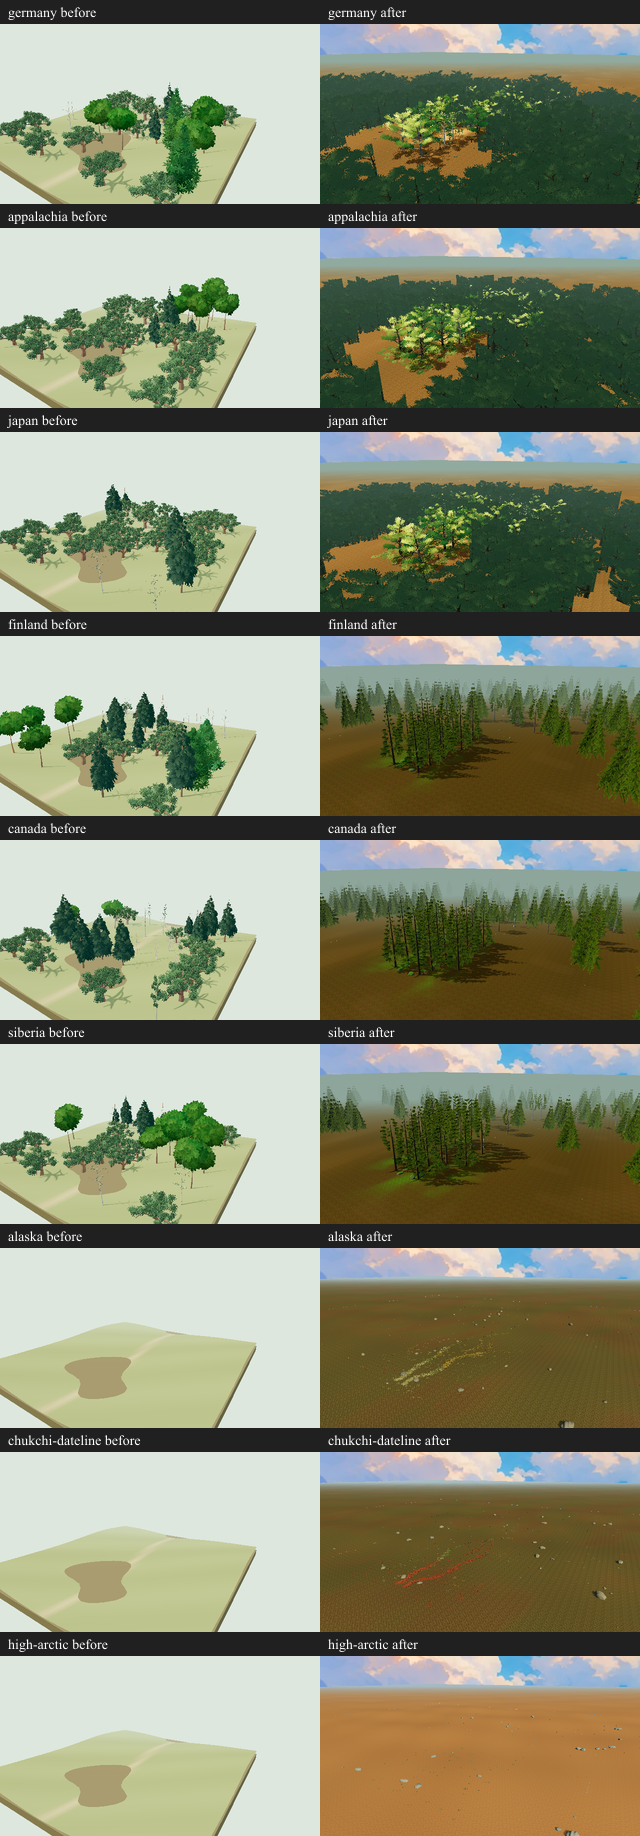 germany before
germany after
appalachia before
appalachia after
japan before
japan after
finland before
finland after
canada before
canada after
siberia before
siberia after
alaska before
alaska after
chukchi-dateline before
chukchi-dateline after
high-arctic before
high-arctic after